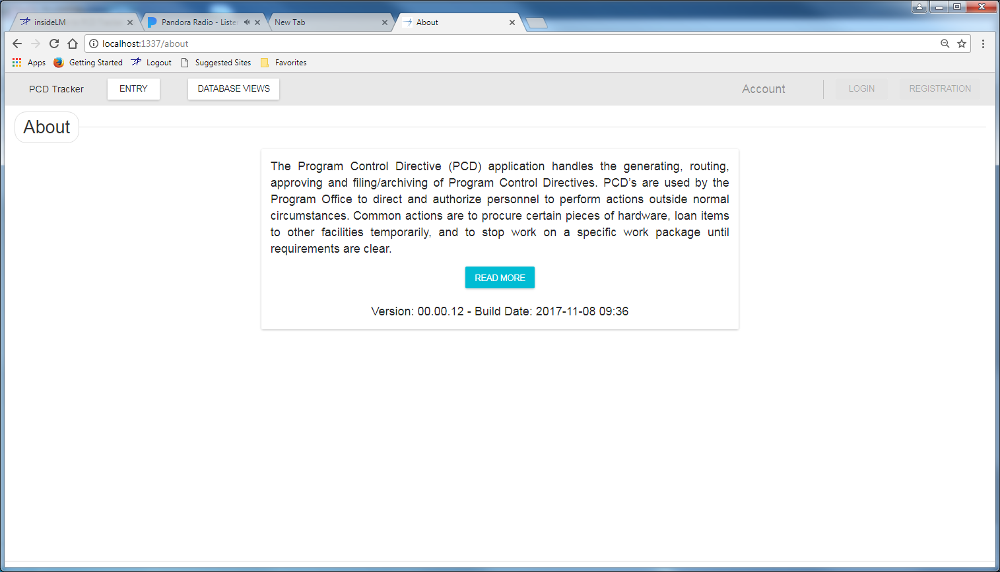 insideLM
Pandora Radio - Liste
New Tab
About
localhost:1337/about
Apps
Getting Started
Logout
Suggested Sites
Favorites
PCD Tracker
ENTRY
DATABASE VIEWS
Account
LOGIN
REGISTRATION
About
The Program Control Directive (PCD) application handles the generating, routing,
approving and filing/archiving of Program Control Directives. PCD’s are used by the
Program Office to direct and authorize personnel to perform actions outside normal
circumstances. Common actions are to procure certain pieces of hardware, loan items
to other facilities temporarily, and to stop work on a specific work package until
requirements are clear.
READ MORE
Version: 00.00.12 - Build Date: 2017-11-08 09:36